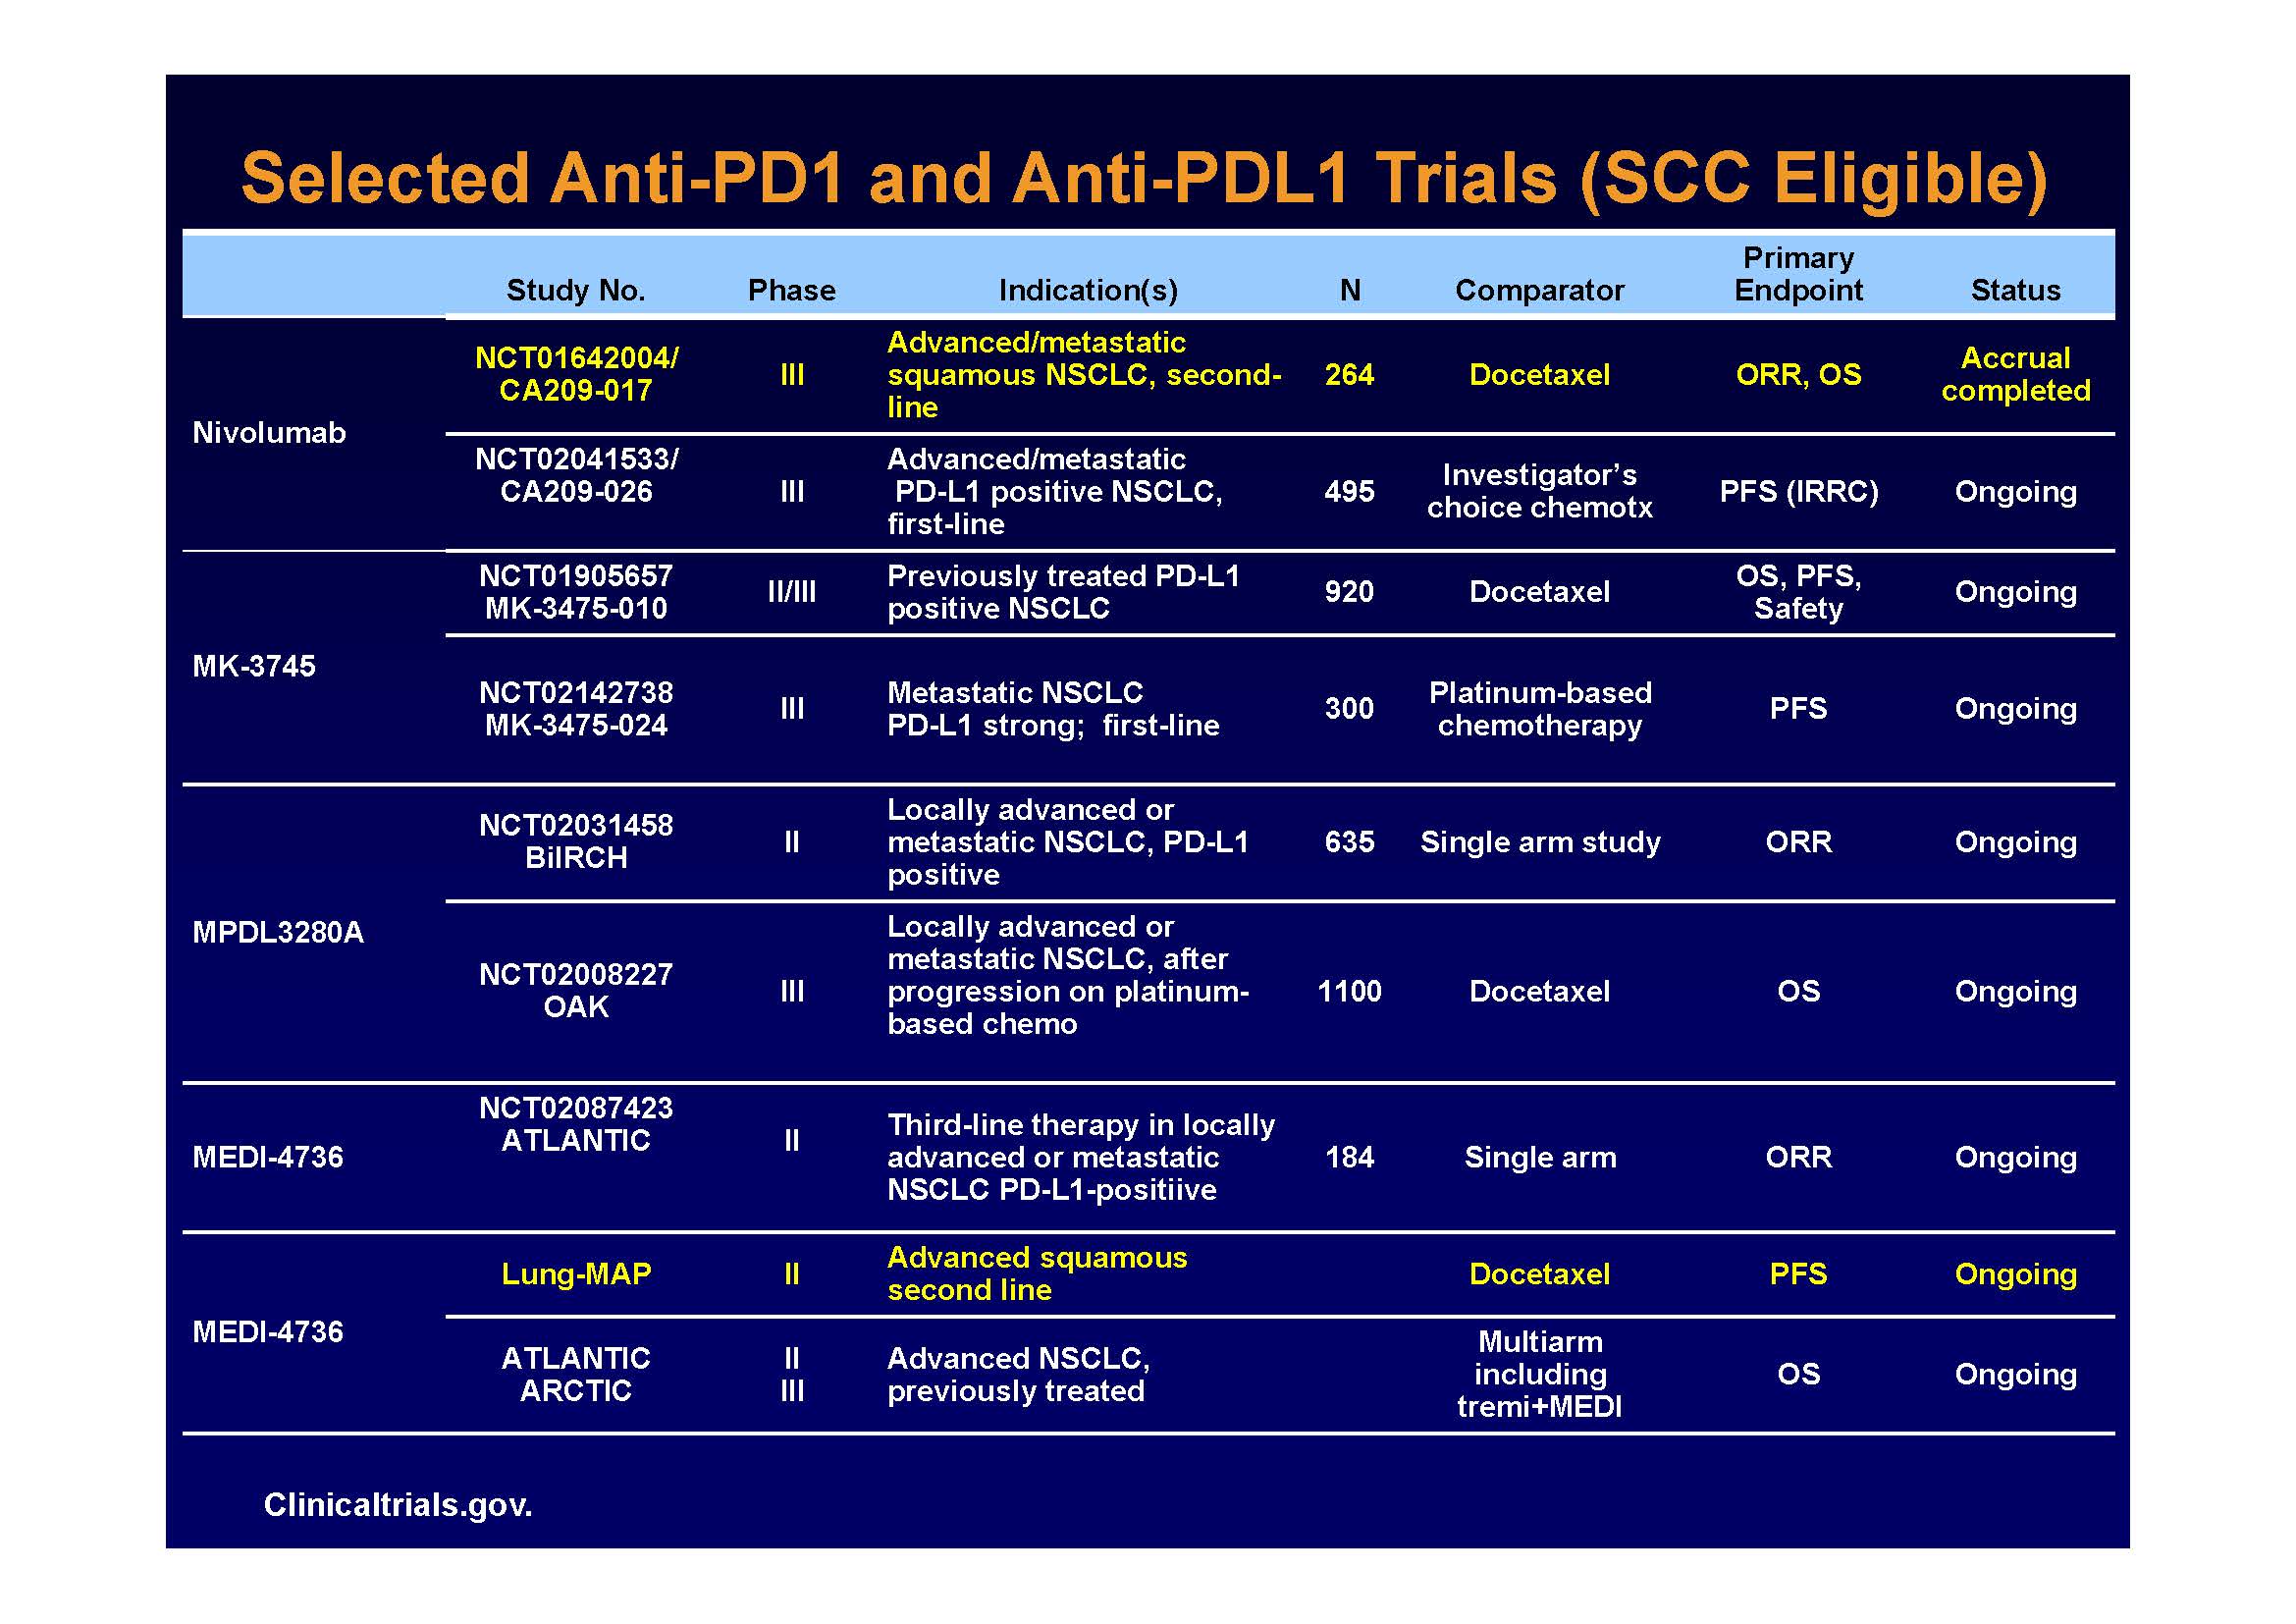 Selected Anti-PD1 and Anti-PDL1 Trials (SCC Eligible)
Study No. Phase Indication(s) N Comparator Primary Endpoint Status
Nivolumab
NCT01642004/
CA209-017
III
Advanced/metastatic
squamous NSCLC, second-
line
264
Docetaxel
ORR, OS
Accrual
completed
NCT02041533/
CA209-026
III
Advanced/metastatic
PD-L1 positive NSCLC,
first-line
495
Investigator’s
choice chemotx
PFS (IRRC)
Ongoing
MK-3745
NCT01905657
MK-3475-010
II/III
Previously treated PD-L1
positive NSCLC
920
Docetaxel
OS, PFS,
Safety
Ongoing
NCT02142738
MK-3475-024
III
Metastatic NSCLC
PD-L1 strong; first-line
300
Platinum-based
chemotherapy
PFS
Ongoing
MPDL3280A
NCT02031458
BiIRCH
II
Locally advanced or
metastatic NSCLC, PD-L1
positive
635
Single arm study
ORR
Ongoing
NCT02008227
OAK
III
Locally advanced or
metastatic NSCLC, after
progression on platinum-
based chemo
1100
Docetaxel
OS
Ongoing
MEDI-4736
NCT02087423
ATLANTIC
II
Third-line therapy in locally
advanced or metastatic
NSCLC PD-L1-positiive
184
Single arm
ORR
Ongoing
MEDI-4736
Lung-MAP
II
Advanced squamous
second line
Docetaxel
PFS
Ongoing
ATLANTIC
ARCTIC
II
III
Advanced NSCLC,
previously treated
Multiarm
including
tremi+MEDI
OS
Ongoing
Clinicaltrials.gov.